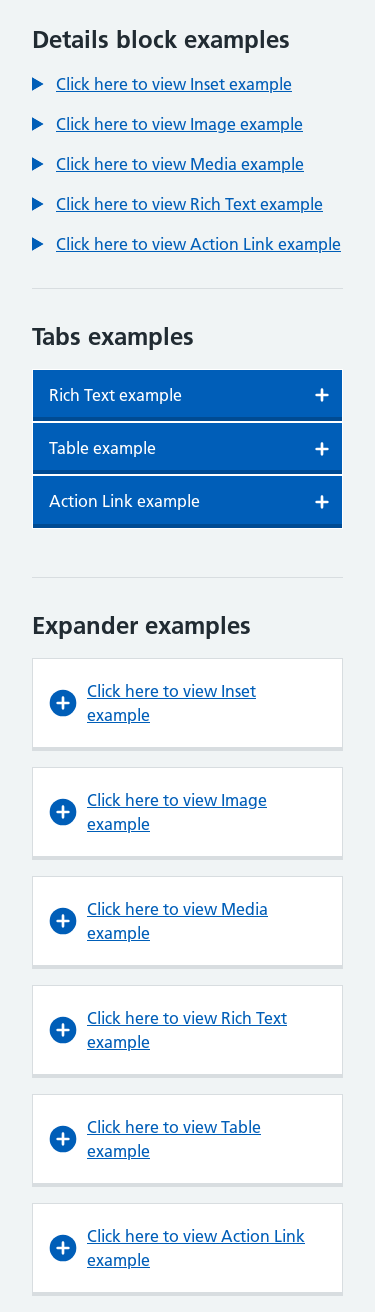 Details block examples
Click here to view Inset example
Click here to view Image example
Click here to view Media example
Click here to view Rich Text example
Click here to view Action Link example
Tabs examples
Rich Text example
Table example
Action Link example
Expander examples
Click here to view Inset
example
Click here to view Image
example
Click here to view Media
example
Click here to view Rich Text
example
Click here to view Table
example
Click here to view Action Link
example